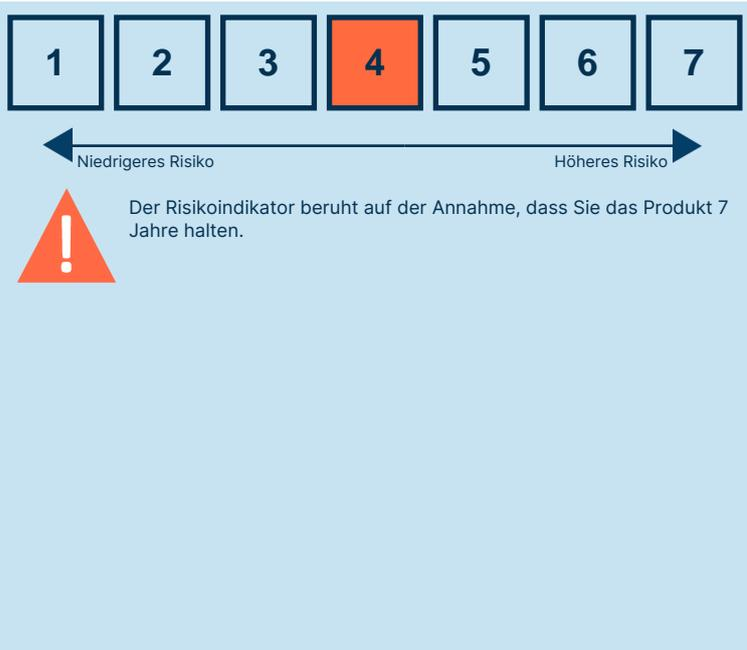 1 2 3 4 5 6 7
Niedrigeres Risiko Höheres Risiko
Der Risikoindikator beruht auf der Annahme, dass Sie das Produkt 7
Jahre halten.